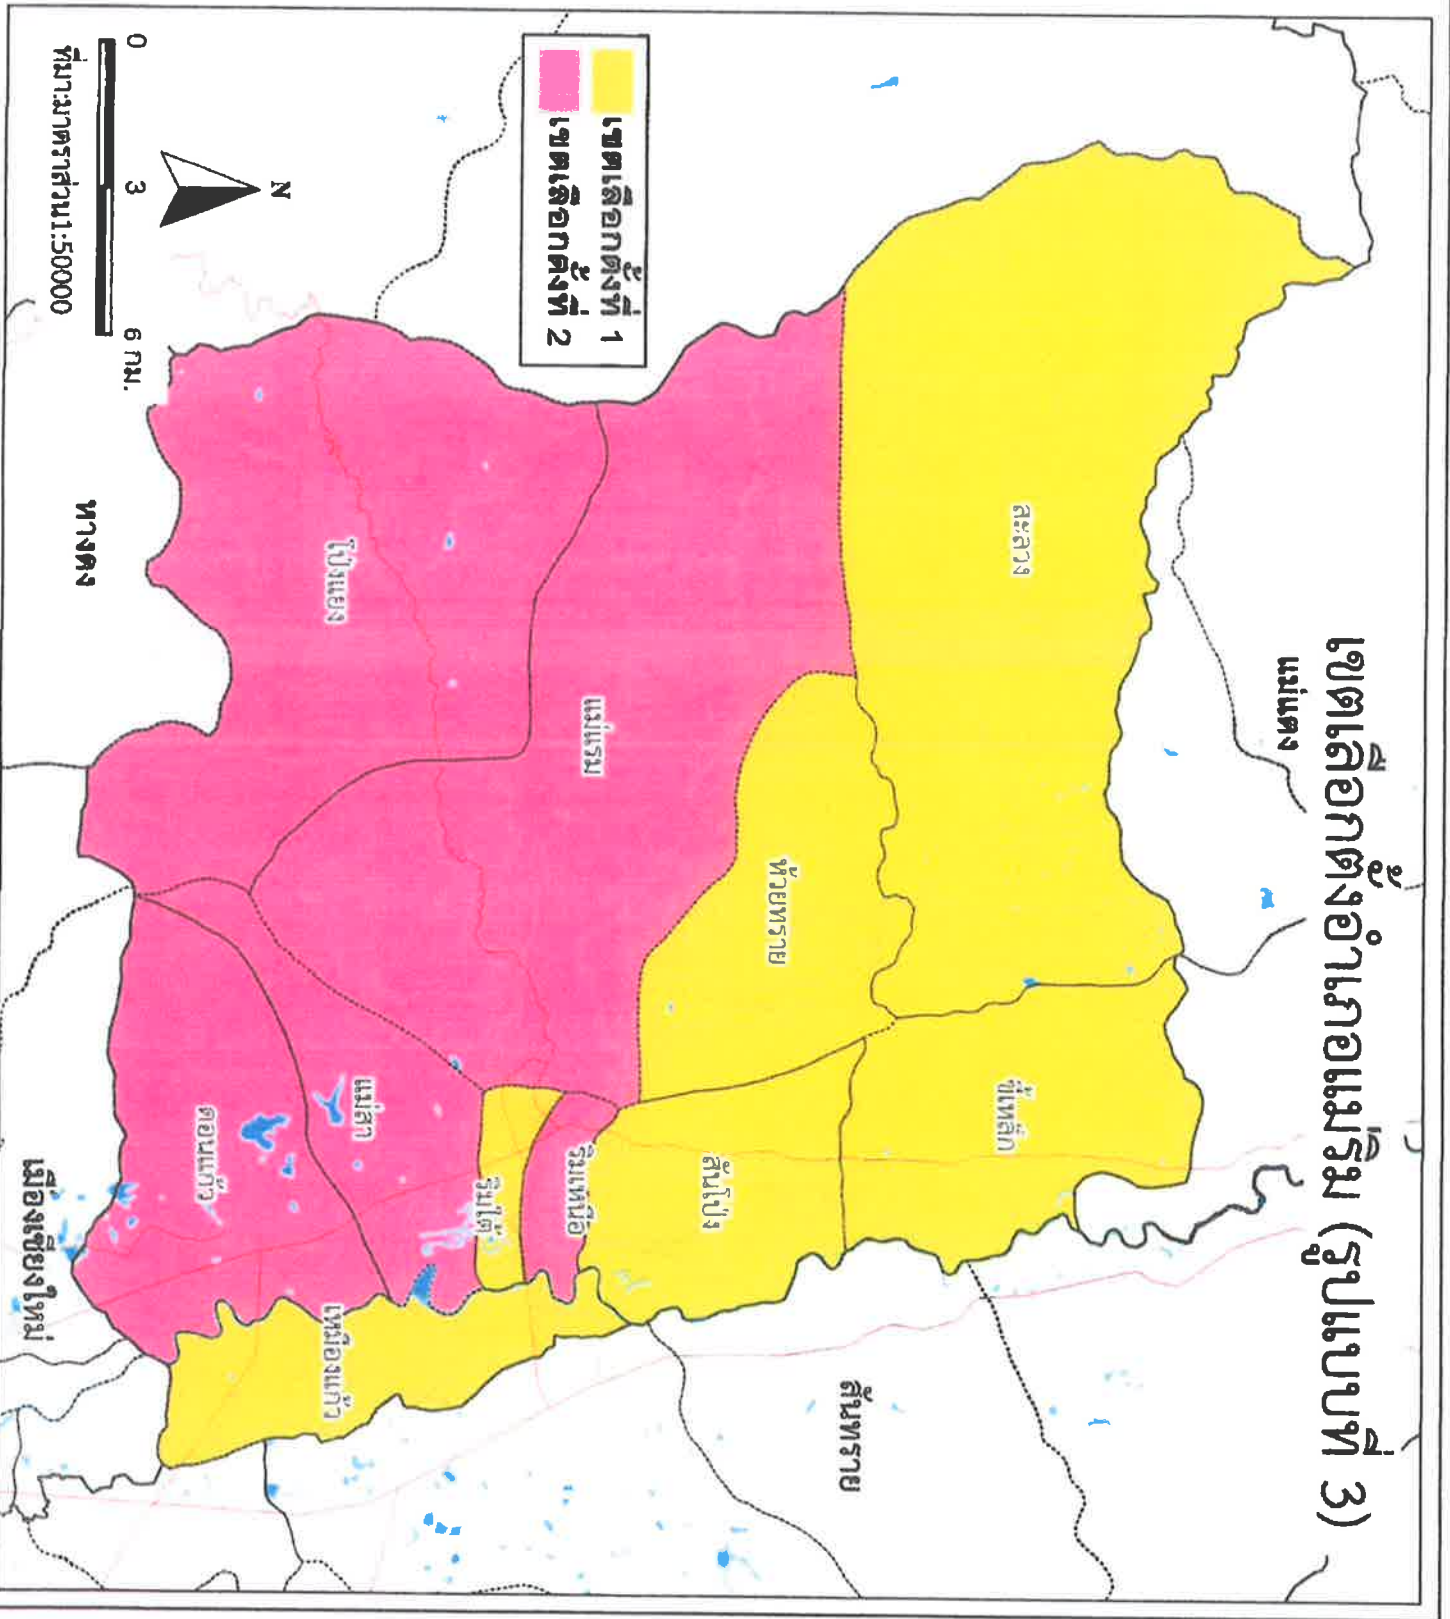 เขตเลือกตั้งอำเภอแม่ริม (รูปแบบที่ 3)
แม่แตง
สะลวง
ขี้เหล็ก
ห้วยทราย
สันโป่ง
สันทราย
แม่แรม
ริมเหนือ
ริมใต้
โป่งแยง
แม่สา
เหมืองแก้ว
ดอนแก้ว
หางดง
เมืองเชียงใหม่
เขตเลือกตั้งที่ 1
เขตเลือกตั้งที่ 2
N
0 3 6 กม.
ที่มา:มาตราส่วน1:50000